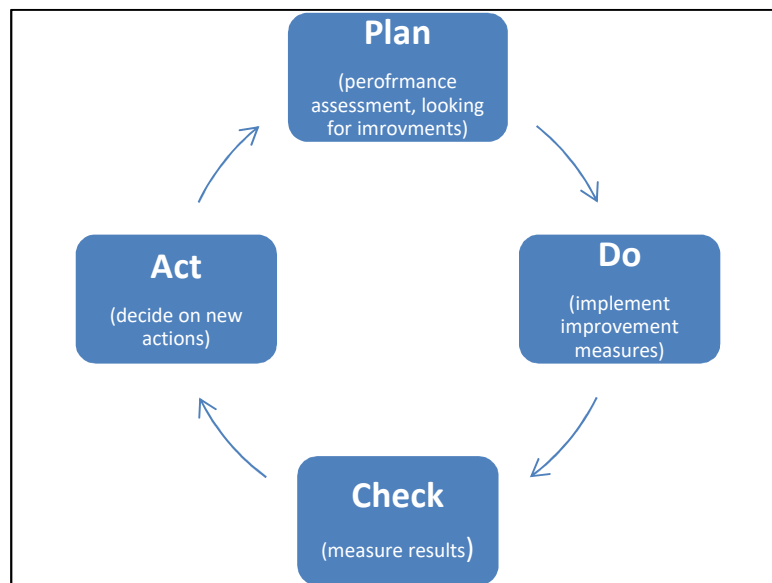 Plan
(perofrmance
assessment, looking
for imrovments)
Do
(implement
improvement
measures)
Check
(measure results)
Act
(decide on new
actions)